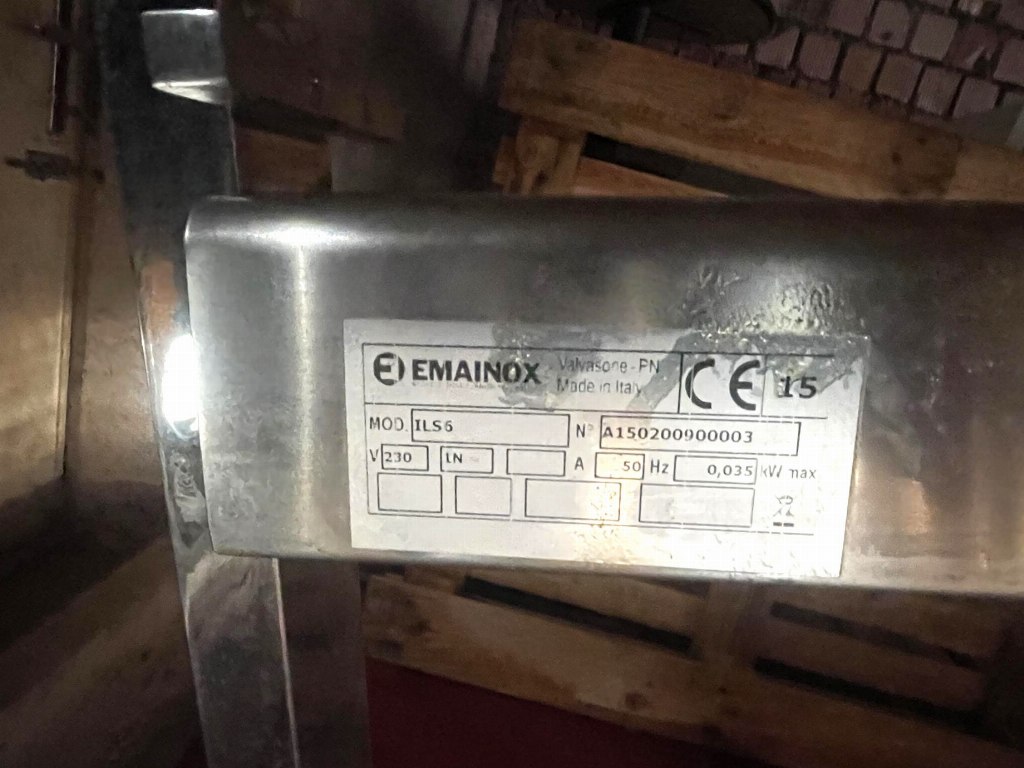 EMAINOX
Valvasone - PN
Made in Italy
CE 15
MOD. ILS6 N° A150200900003
V 230 LN A 50 Hz 0,035 kW max